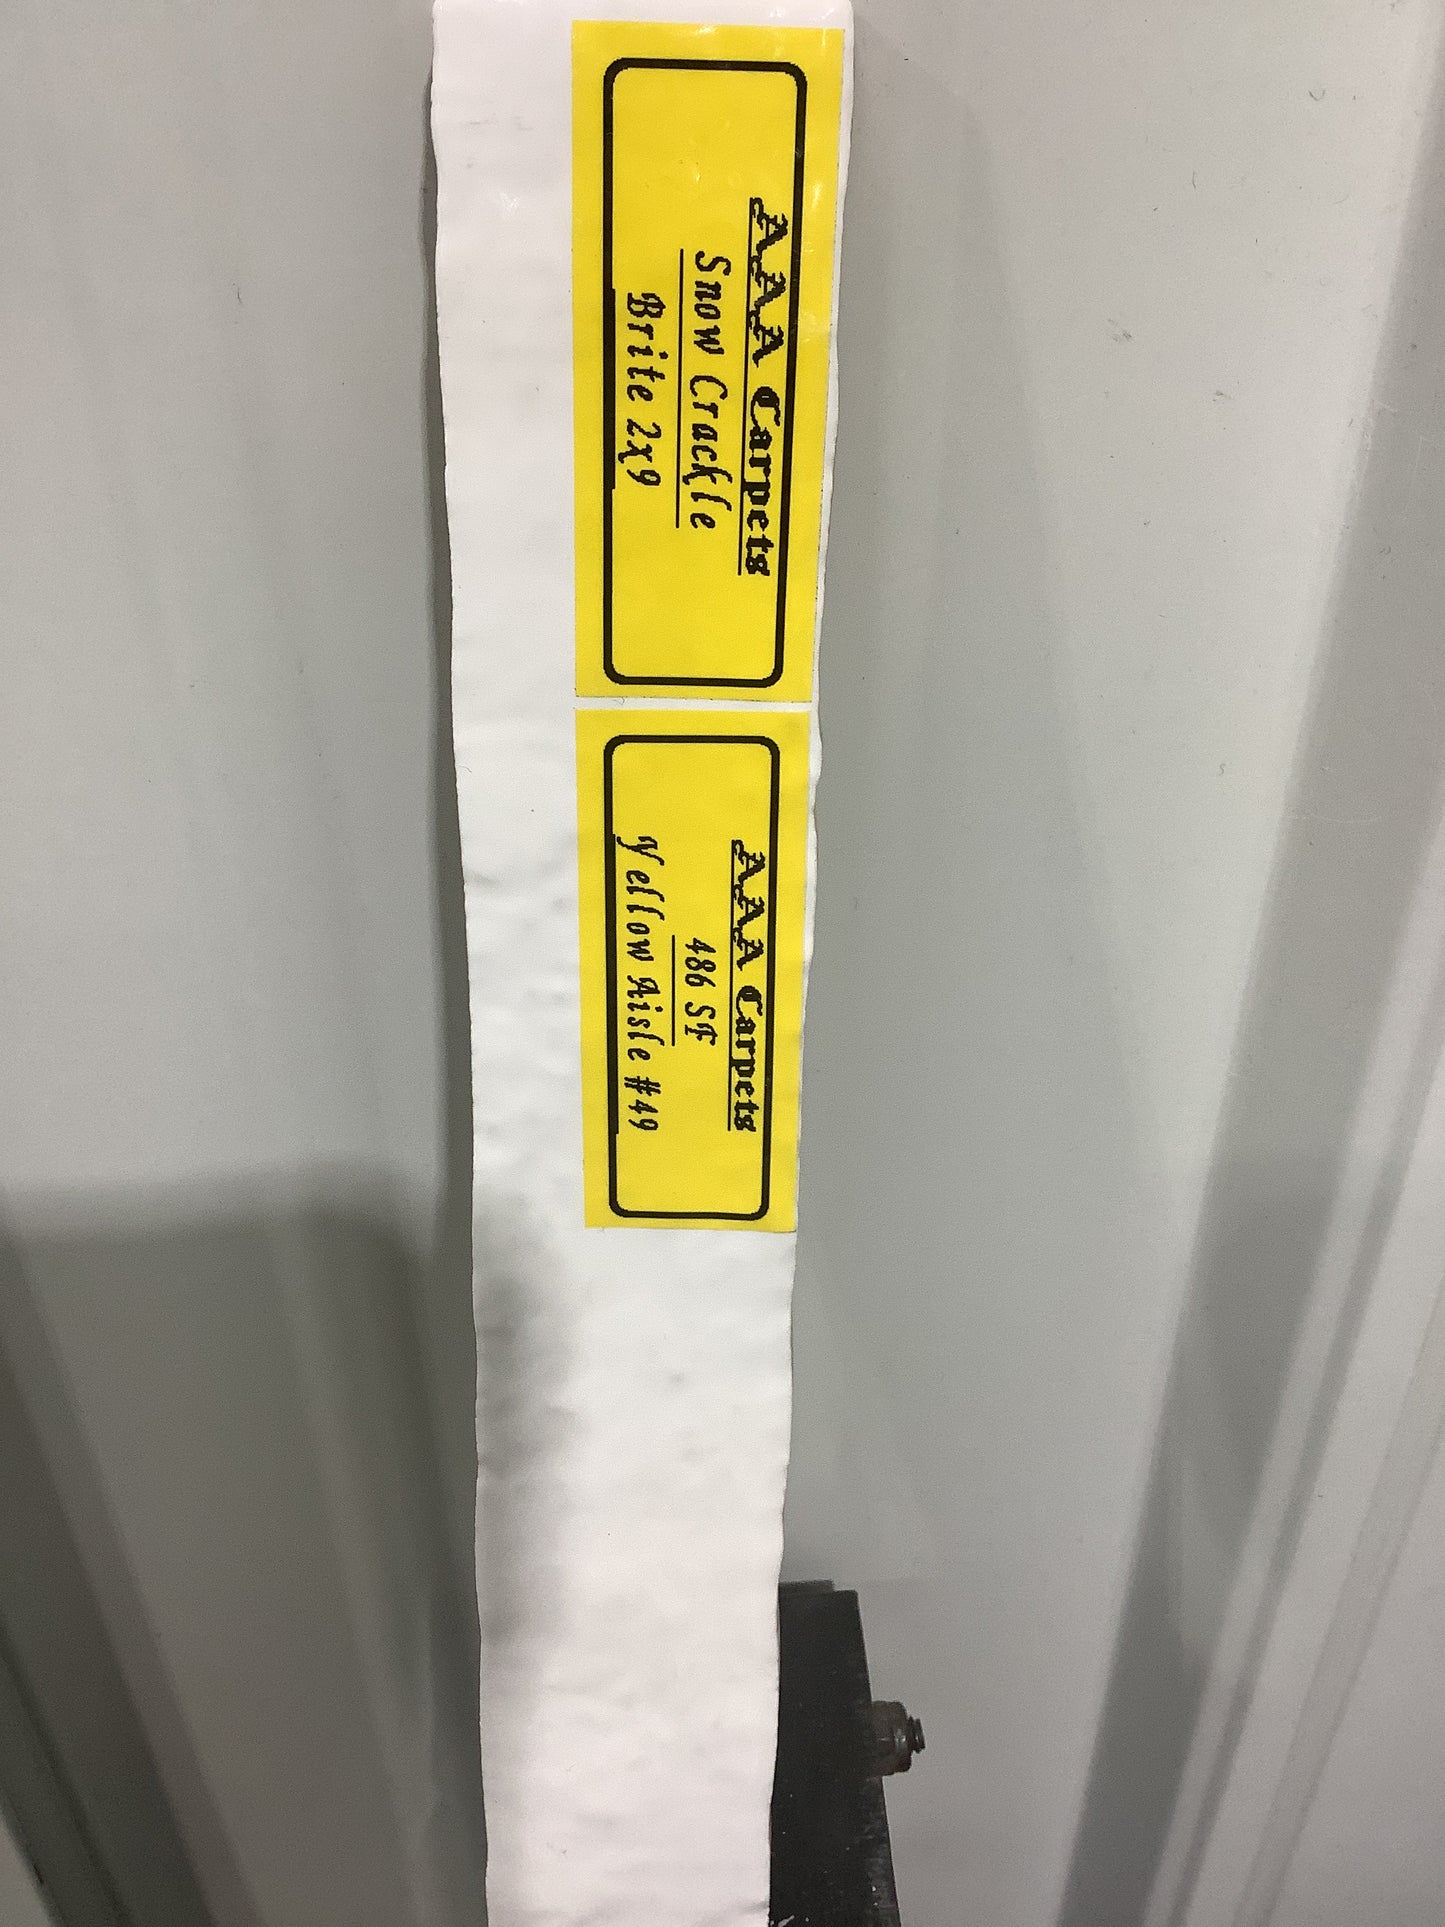 AAA Carpets
Snow Crackle
Brite 2x9
AAA Carpets
486 SF
Yellow Aisle #49